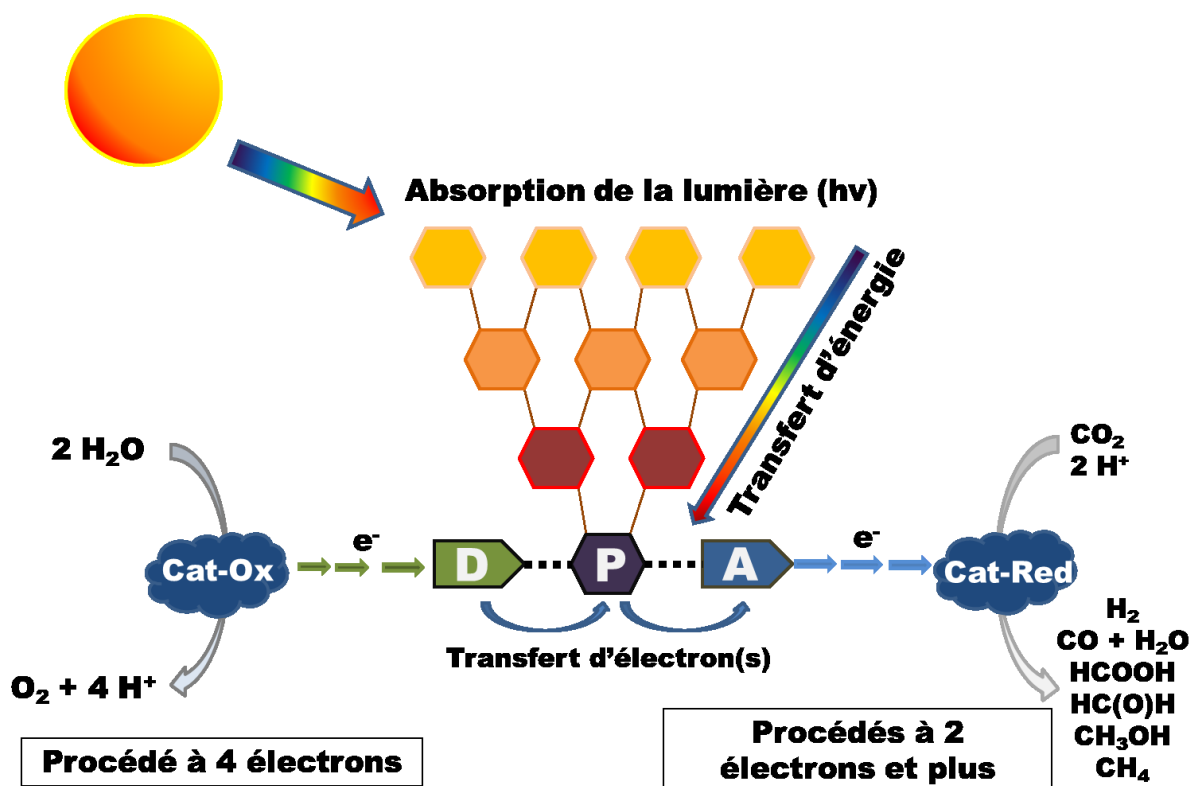 Absorption de la lumière (hv)
Transfert d'énergie
2 H₂O
CO₂
2 H⁺
Cat-Ox
e⁻
D
P
A
e⁻
Cat-Red
Transfert d'électron(s)
O₂ + 4 H⁺
H₂
CO + H₂O
HCOOH
HC(O)H
CH₃OH
CH₄
Procédé à 4 électrons
Procédés à 2
électrons et plus